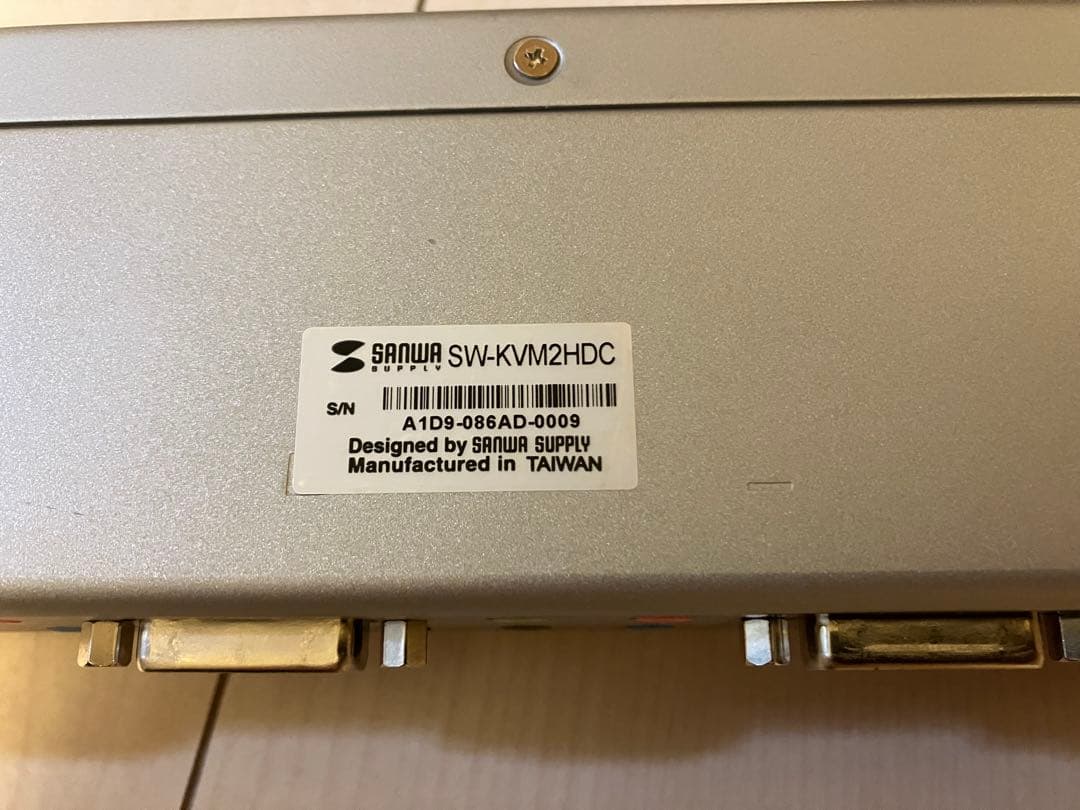 SANWA SUPPLY SW-KVM2HDC
S/N
A1D9-086AD-0009
Designed by SANWA SUPPLY
Manufactured in TAIWAN